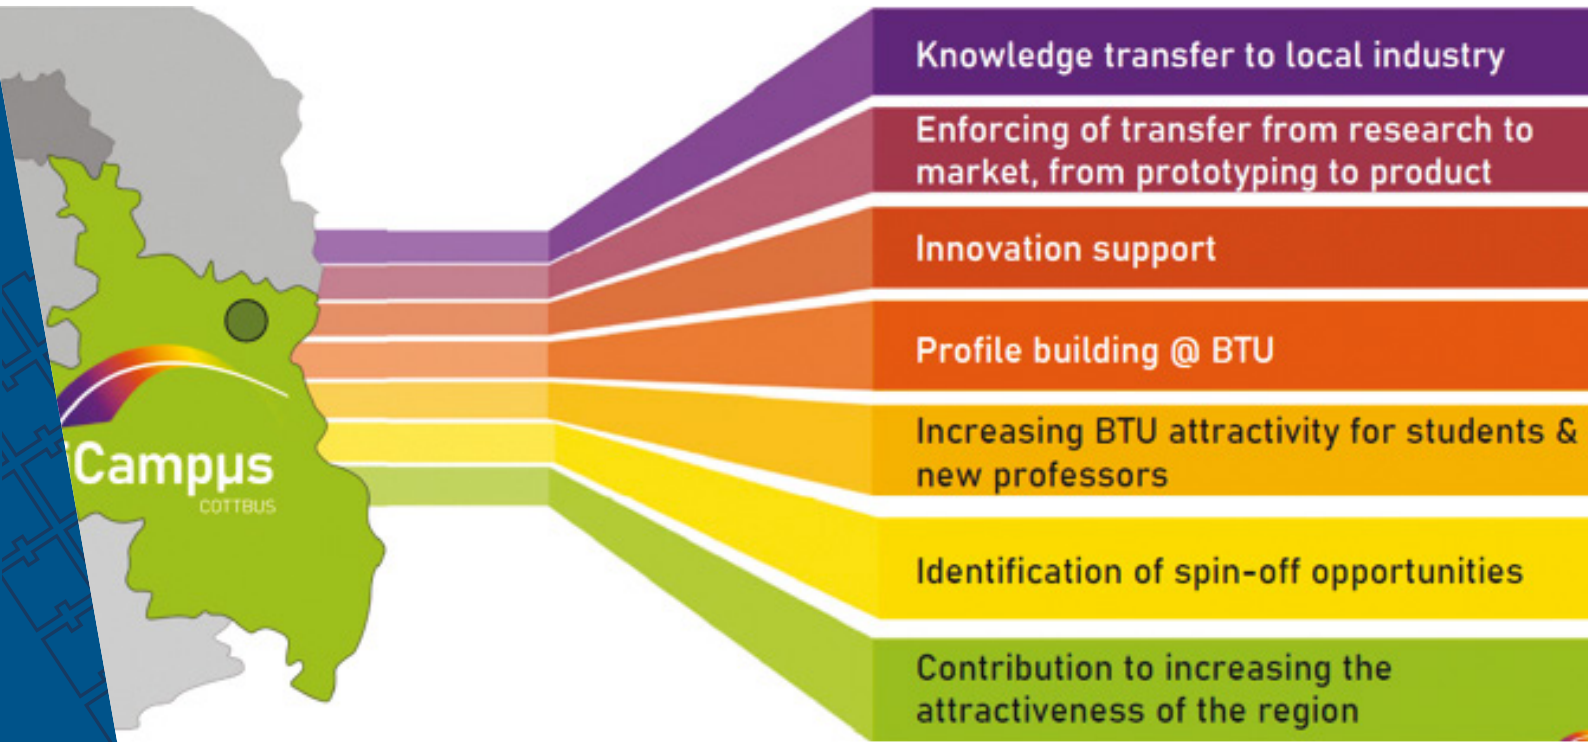 Knowledge transfer to local industry
Enforcing of transfer from research to
market, from prototyping to product
Innovation support
Profile building @ BTU
Increasing BTU attractivity for students &
new professors
Identification of spin-off opportunities
Contribution to increasing the
attractiveness of the region
iCampµs
COTTBUS